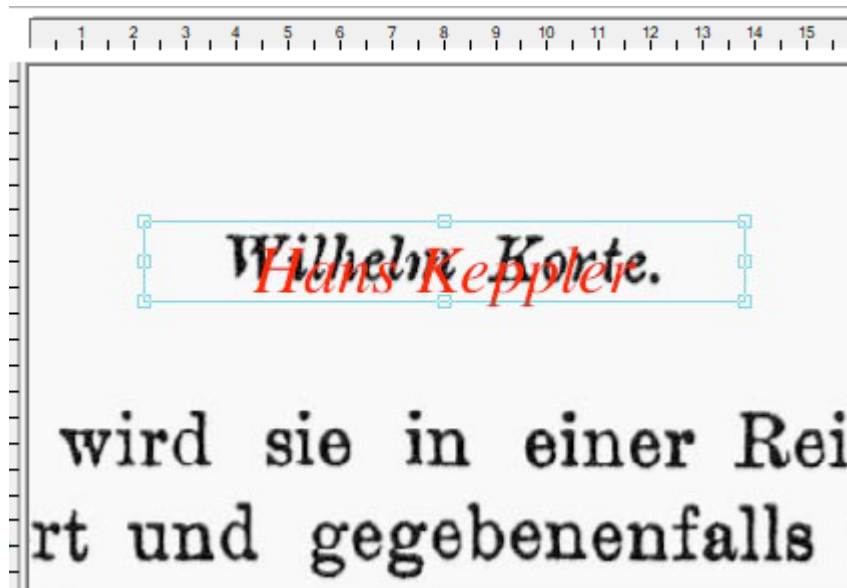 1 2 3 4 5 6 7 8 9 10 11 12 13 14 15
Wilhelm Korte.
Hans Keppler
wird sie in einer Rei
rt und gegebenenfalls